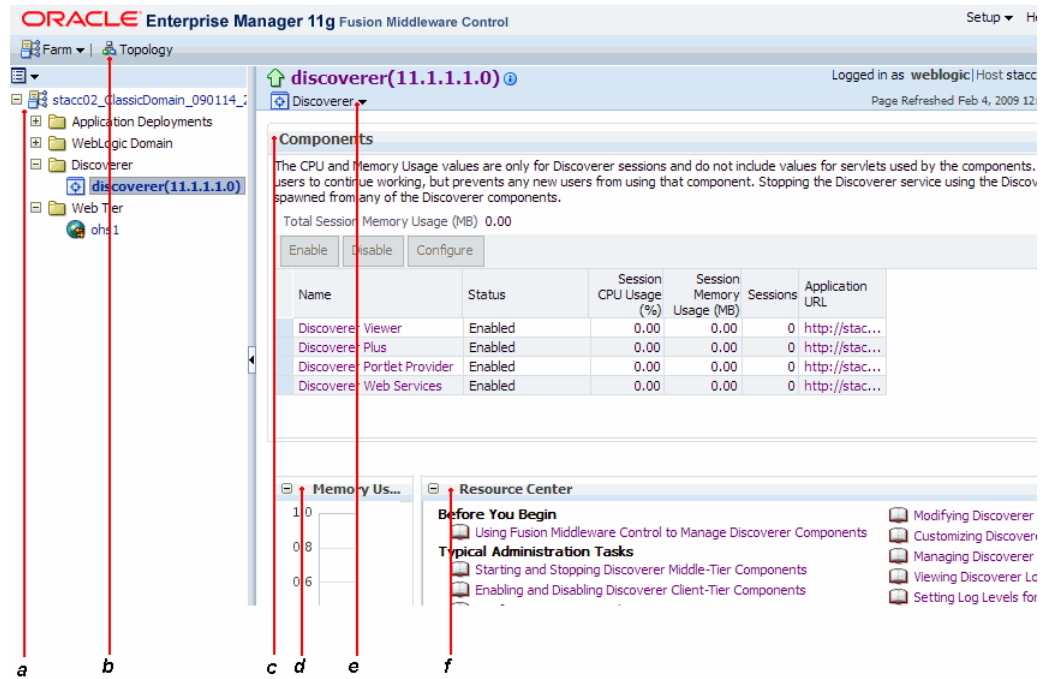 ORACLE Enterprise Manager 11g Fusion Middleware Control
Setup
Farm | Topology
discoverer(11.1.1.1.0)
Logged in as weblogic|Host stacc
Discoverer
Page Refreshed Feb 4, 2009 12:
stacc02_ClassicDomain_090114_2
Application Deployments
WebLogic Domain
Discoverer
discoverer(11.1.1.1.0)
Web Tier
ohs1
Components
The CPU and Memory Usage values are only for Discoverer sessions and do not include values for servlets used by the components.
users to continue working, but prevents any new users from using that component. Stopping the Discoverer service using the Discov
spawned from any of the Discoverer components.
Total Session Memory Usage (MB) 0.00
Enable Disable Configure
Name Status Session CPU Usage (%) Session Memory Usage (MB) Sessions Application URL
Discoverer Viewer Enabled 0.00 0.00 0 http://stac...
Discoverer Plus Enabled 0.00 0.00 0 http://stac...
Discoverer Portlet Provider Enabled 0.00 0.00 0 http://stac...
Discoverer Web Services Enabled 0.00 0.00 0 http://stac...
Memory Us...
1.0
0.8
0.6
Resource Center
Before You Begin
Using Fusion Middleware Control to Manage Discoverer Components
Typical Administration Tasks
Starting and Stopping Discoverer Middle-Tier Components
Enabling and Disabling Discoverer Client-Tier Components
Modifying Discoverer
Customizing Discovere
Managing Discoverer
Viewing Discoverer Lo
Setting Log Levels for
a b c d e f